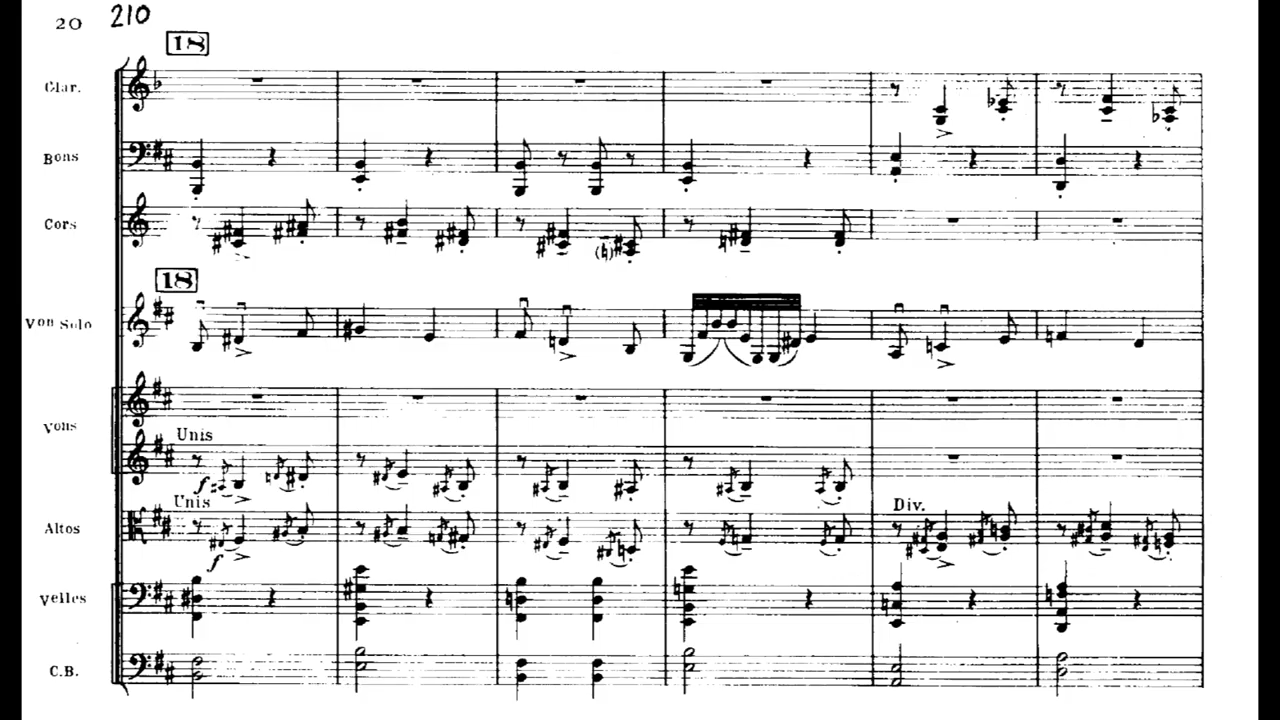 20 210
18
Clar.
Bons
Cors
18
Von Solo
Vons
Unis
f
Unis
Altos
Div.
f
Velles
C.B.